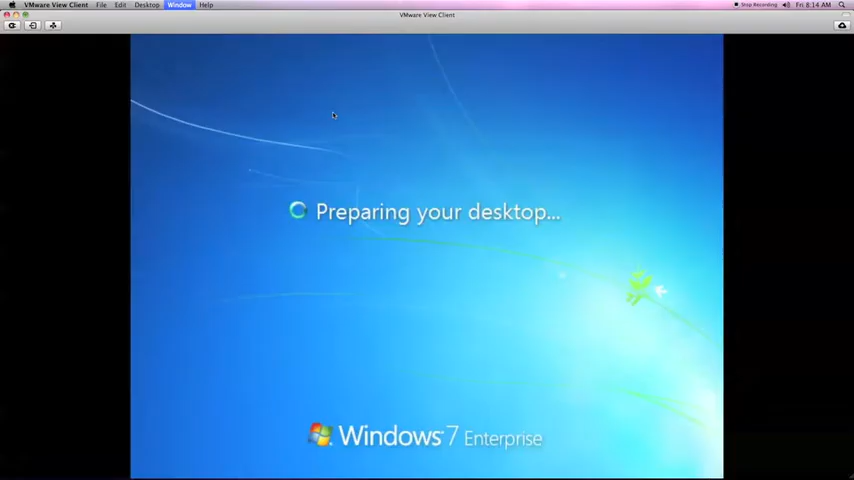 VMware View Client File Edit Desktop Window Help Stop Recording Fri 8:14 AM
VMware View Client
Preparing your desktop...
Windows 7 Enterprise